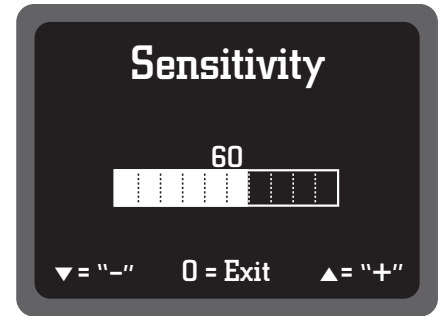 Sensitivity
60
▼= “–” 0 = Exit ▲= “+”